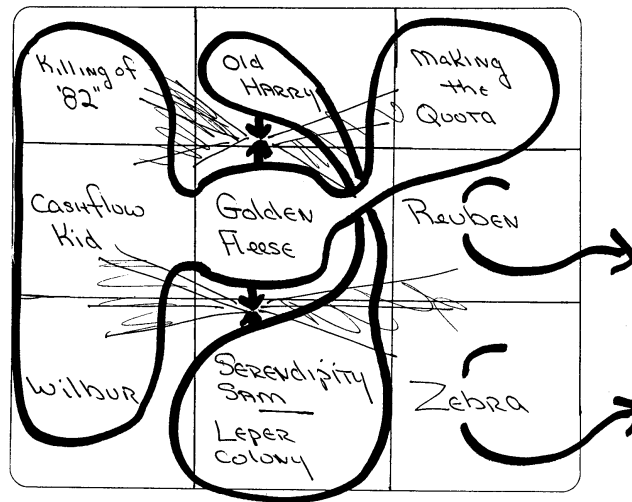 Killing of
'82"
Old
Harry
Making
the
Quota
Cashflow
Kid
Golden
Fleese
Reuben
Wilbur
Serendipity
Sam
Leper
Colony
Zebra